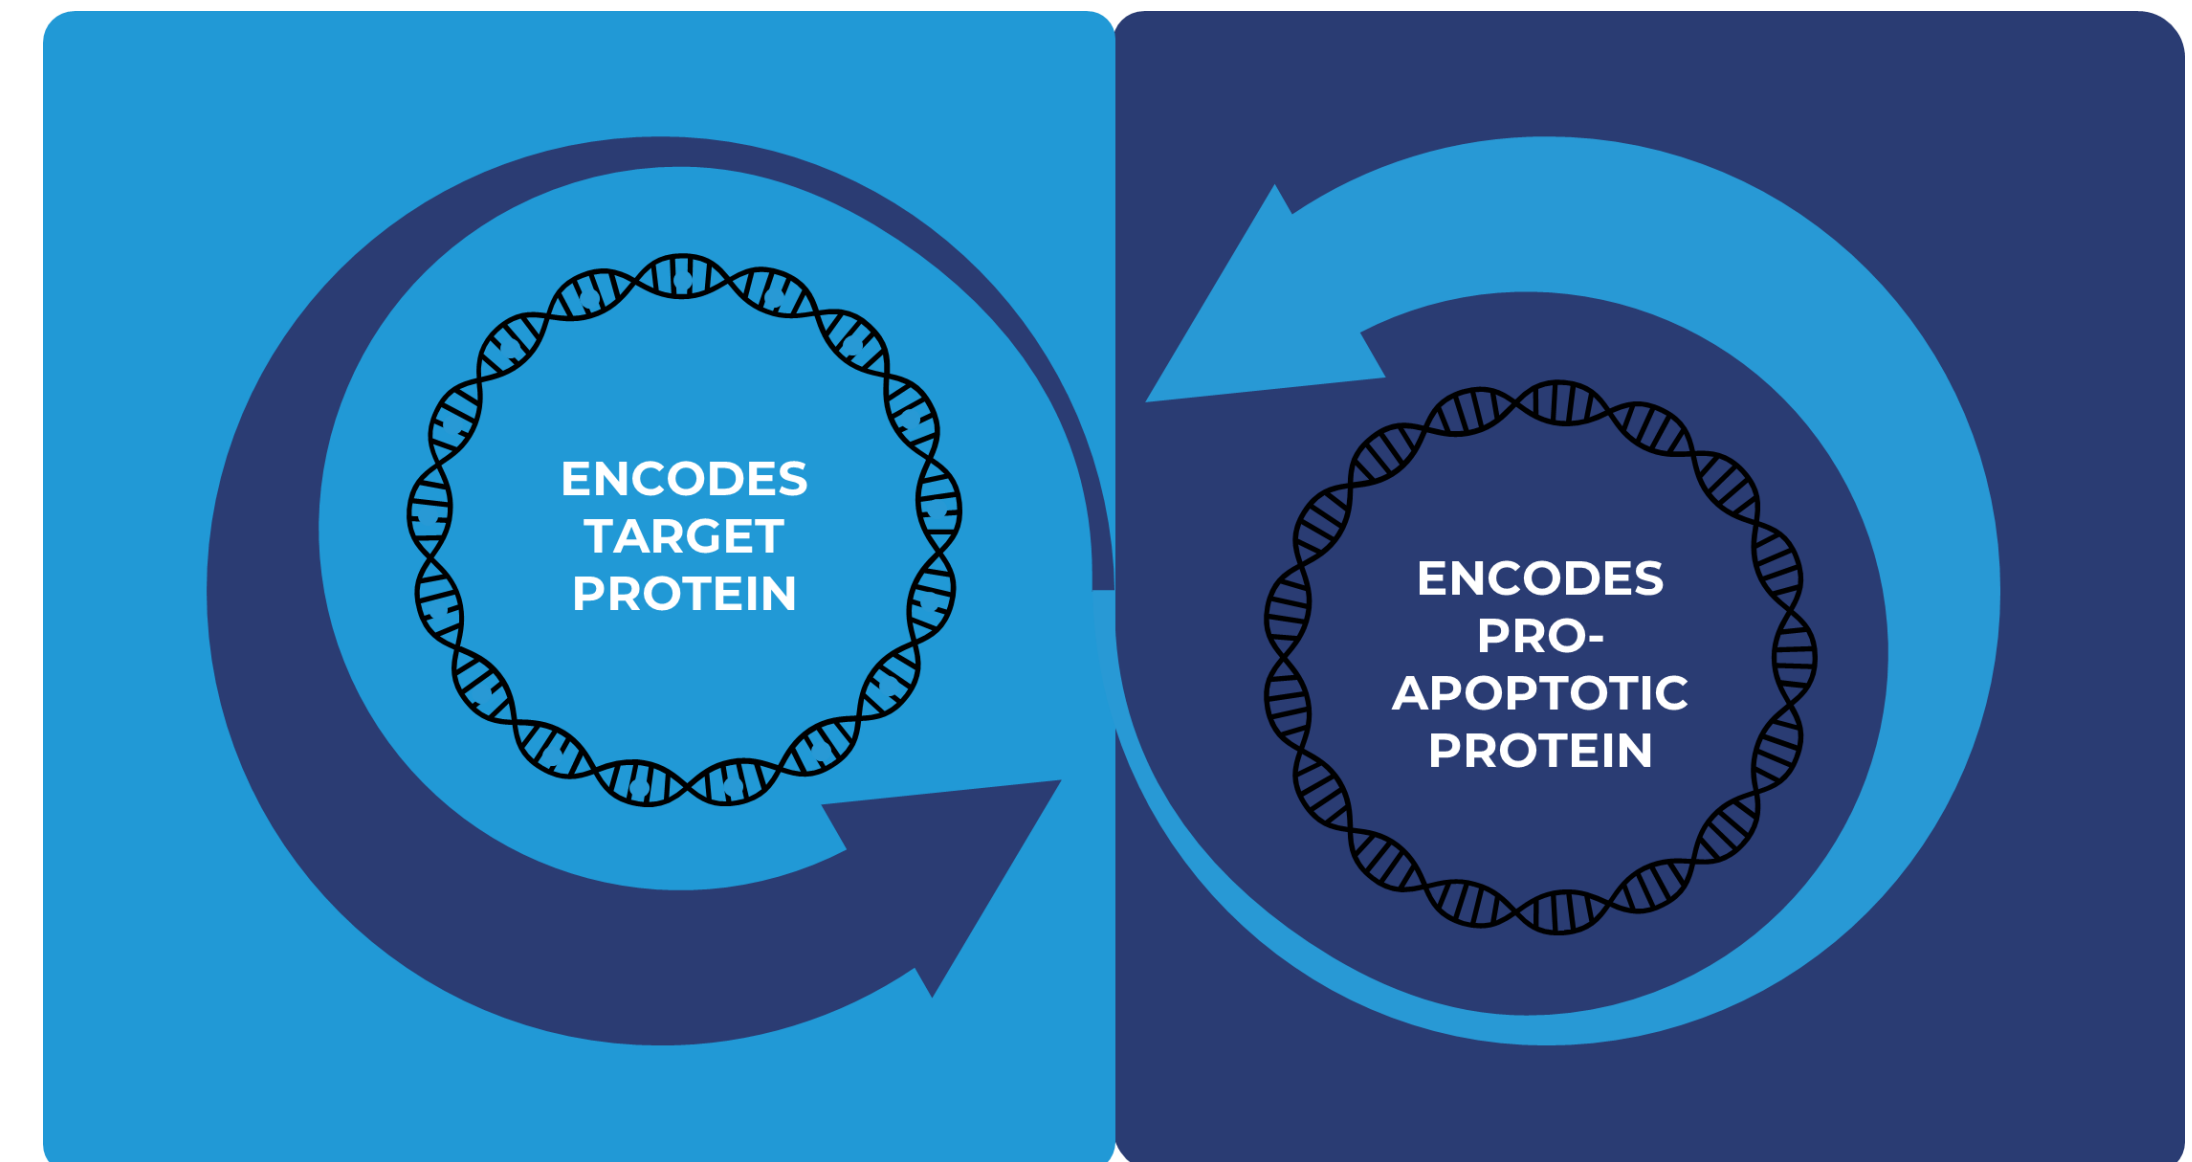 ENCODES
TARGET
PROTEIN
ENCODES
PRO-
APOPTOTIC
PROTEIN